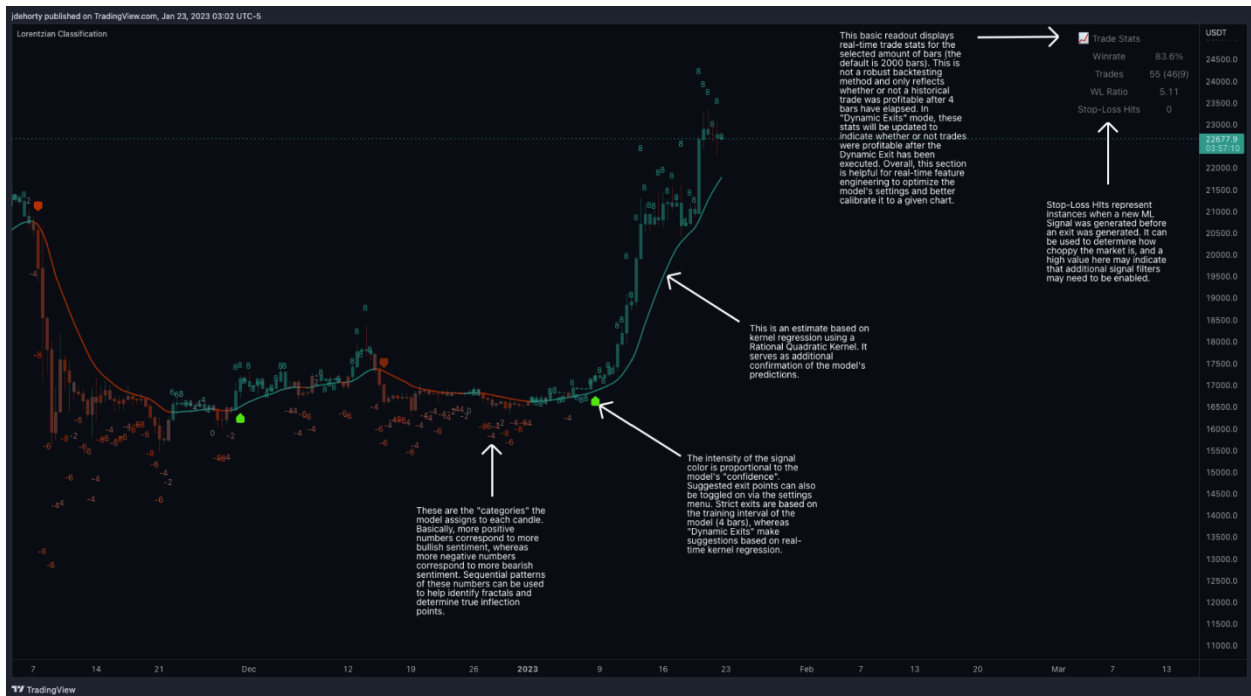 jdehorty published on TradingView.com, Jan 23, 2023 03:02 UTC-5
Lorentzian Classification
This basic readout displays
real-time trade stats for the
selected amount of bars (the
default is 2000 bars). This is
not a robust backtesting
method and only reflects
whether or not a historical
trade was profitable after 4
bars have elapsed. In
"Dynamic Exits" mode, these
stats will be updated to
indicate whether or not trades
were profitable after the
Dynamic Exit has been
executed. Overall, this section
is helpful for real-time feature
engineering to optimize the
model's settings and better
calibrate it to a given chart.
📈 Trade Stats
Winrate 83.6%
Trades 55 (46|9)
WL Ratio 5.11
Stop-Loss Hits 0
Stop-Loss Hits represent
instances when a new ML
Signal was generated before
an exit was generated. It can
be used to determine how
choppy the market is, and a
high value here may indicate
that additional signal filters
may need to be enabled.
This is an estimate based on
kernel regression using a
Rational Quadratic Kernel. It
serves as additional
confirmation of the model's
predictions.
The intensity of the signal
color is proportional to the
model's "confidence".
Suggested exit points can also
be toggled on via the settings
menu. Strict exits are based on
the training interval of the
model (4 bars), whereas
"Dynamic Exits" make
suggestions based on real-
time kernel regression.
These are the "categories" the
model assigns to each candle.
Basically, more positive
numbers correspond to more
bullish sentiment, whereas
more negative numbers
correspond to more bearish
sentiment. Sequential patterns
of these numbers can be used
to help identify fractals and
determine true inflection
points.
USDT
24500.0
24000.0
23500.0
23000.0
22677.9
03:57:10
22000.0
21500.0
21000.0
20500.0
20000.0
19500.0
19000.0
18500.0
18000.0
17500.0
17000.0
16500.0
16000.0
15500.0
15000.0
14500.0
14000.0
13500.0
13000.0
12500.0
12000.0
11500.0
11000.0
7 14 21 Dec 12 19 26 2023 9 16 23 Feb 7 13 20 Mar 7 13
TradingView